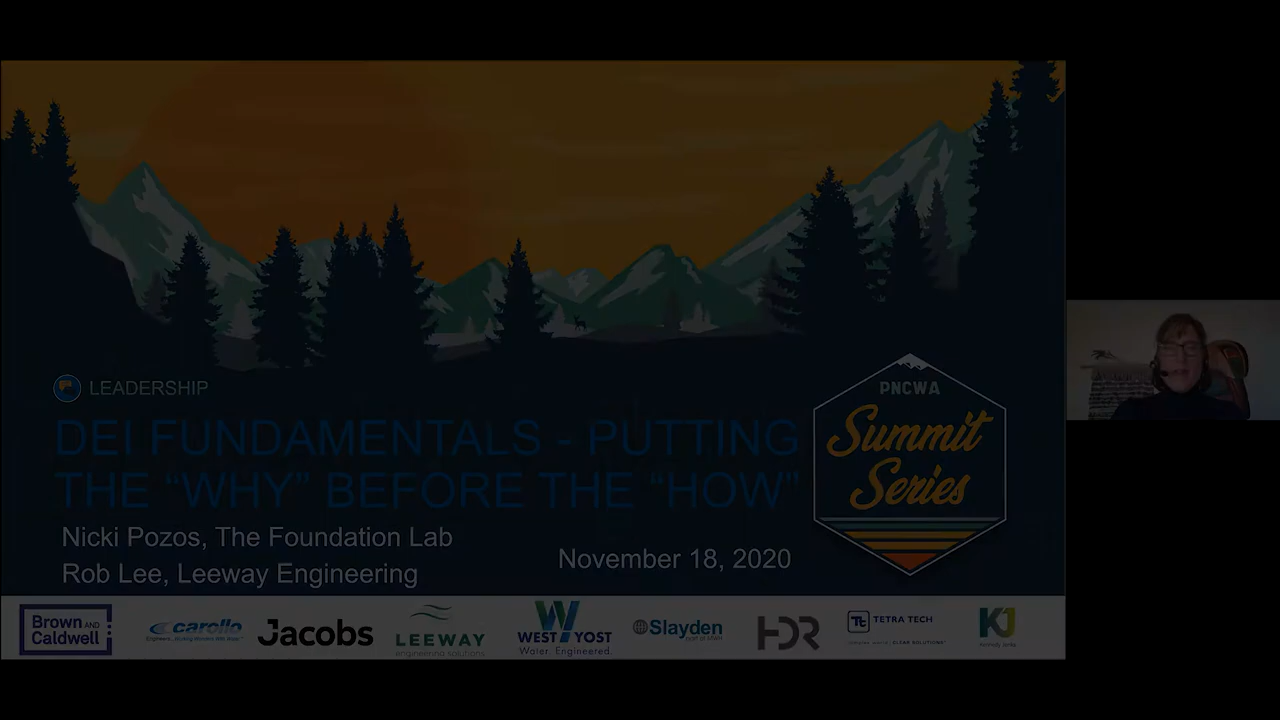 LEADERSHIP
DEI FUNDAMENTALS - PUTTING
THE “WHY” BEFORE THE “HOW”
Nicki Pozos, The Foundation Lab
Rob Lee, Leeway Engineering
November 18, 2020
PNCWA
Summit
Series
Brown AND
Caldwell
carollo
Jacobs
LEEWAY
engineering solutions
WEST YOST
Water. Engineered.
Slayden
HDR
Tt TETRA TECH
KJ